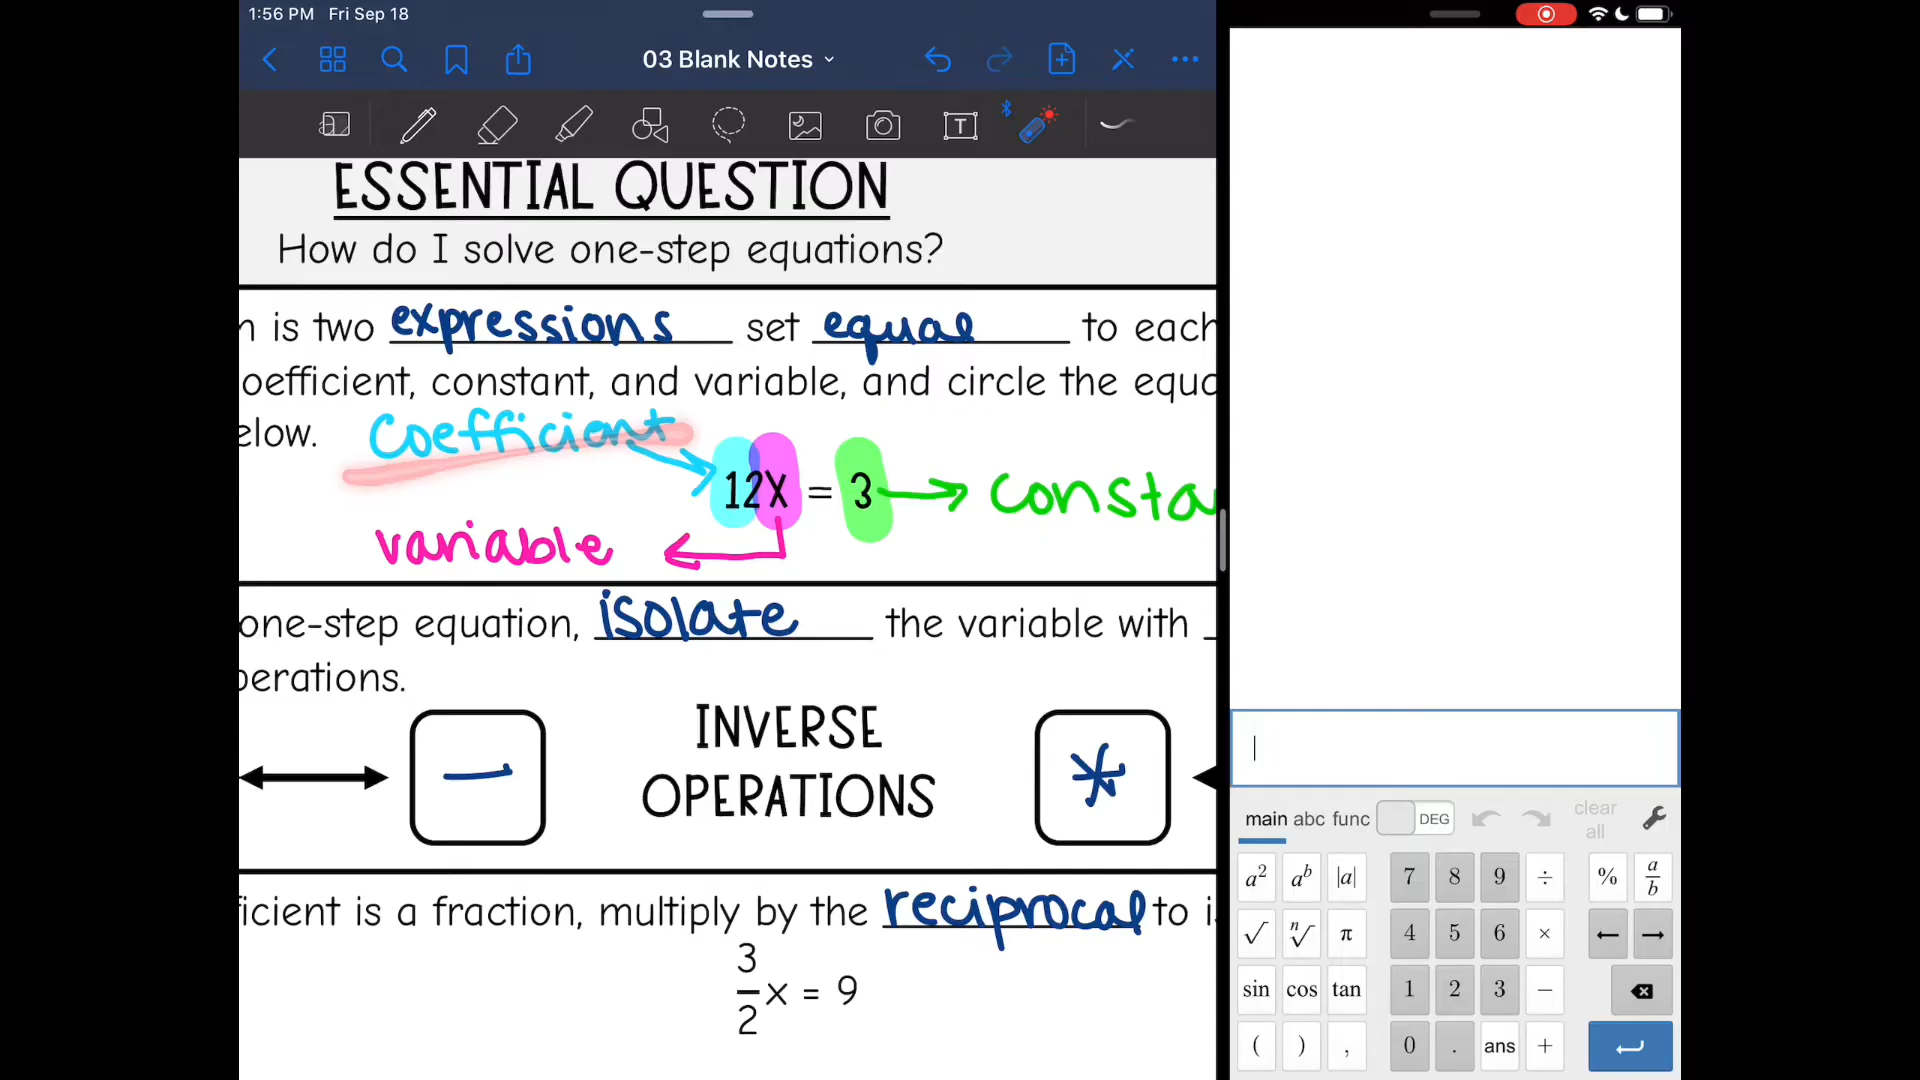 1:56 PM Fri Sep 18
03 Blank Notes
ESSENTIAL QUESTION
How do I solve one-step equations?
n is two expressions set equal to each
oefficient, constant, and variable, and circle the equa
elow.
coefficient
12x = 3
consta
variable
one-step equation, isolate the variable with
perations.
—
INVERSE
OPERATIONS
*
ficient is a fraction, multiply by the reciprocal to i
3/2 x = 9
main abc func DEG clear all
a² aᵇ |a| 7 8 9 ÷ % a/b
√ ⁿ√ π 4 5 6 × ← →
sin cos tan 1 2 3 −
( ) , 0 . ans +